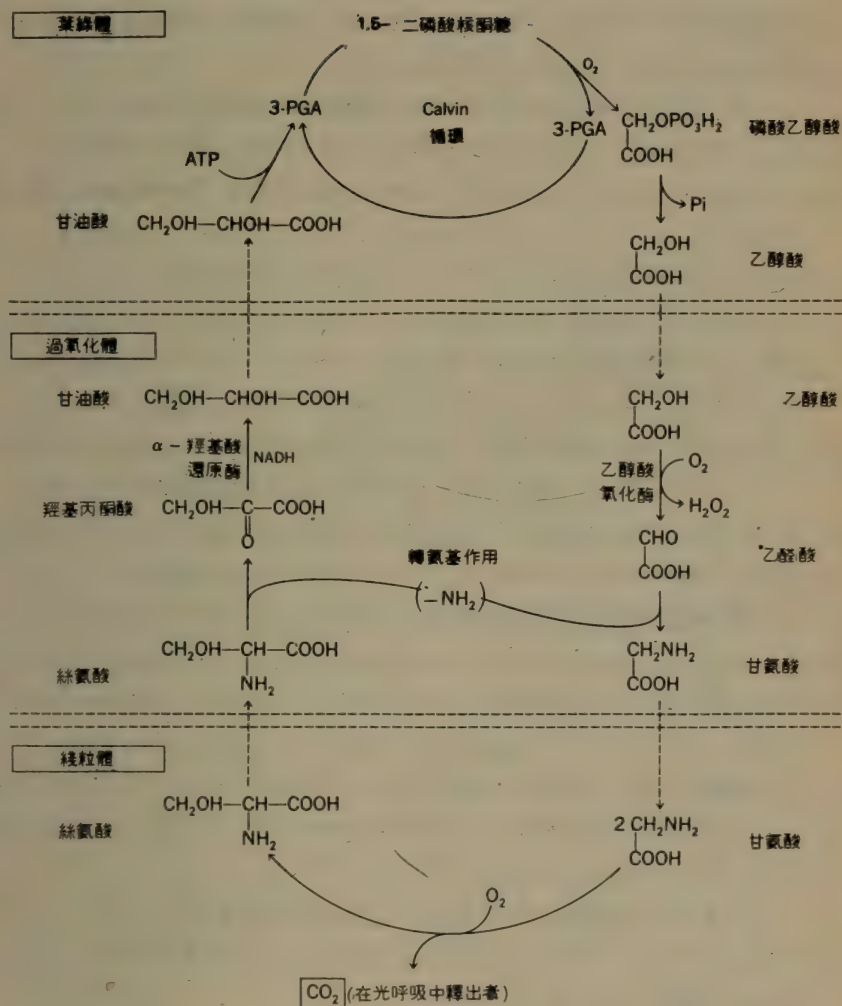 葉綠體
1,5- 二磷酸核酮糖
O₂
3-PGA
Calvin
循環
3-PGA
CH₂OPO₃H₂
COOH
磷酸乙醇酸
ATP
Pi
甘油酸
CH₂OH—CHOH—COOH
CH₂OH
COOH
乙醇酸
過氧化體
甘油酸
CH₂OH—CHOH—COOH
CH₂OH
COOH
乙醇酸
α-羥基酸
還原酶
NADH
乙醇酸
氧化酶
O₂
H₂O₂
羥基丙酮酸
CH₂OH—C—COOH
O
CHO
COOH
乙醛酸
轉氨基作用
(—NH₂)
絲氨酸
CH₂OH—CH—COOH
NH₂
CH₂NH₂
COOH
甘氨酸
綫粒體
絲氨酸
CH₂OH—CH—COOH
NH₂
2 CH₂NH₂
COOH
甘氨酸
O₂
CO₂ (在光呼吸中釋出者)